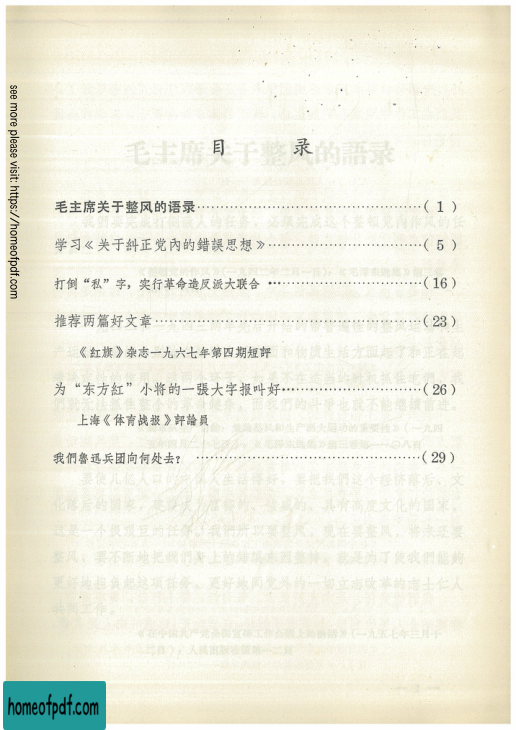 目 录
毛主席关于整风的语录……………………………( 1 )
学习《关于糾正党內的錯誤思想》……………………( 5 )
打倒“私”字，实行革命造反派大联合 …………………(16)
推荐两篇好文章……………………………………(23)
《红旗》杂志一九六七年第四期短評
为“东方紅”小将的一張大字报叫好…………………(26)
上海《体育战报》評論員
我們魯迅兵团向何处去？ ……………………………(29)
see more please visit: https://homeofpdf.com
homeofpdf.com